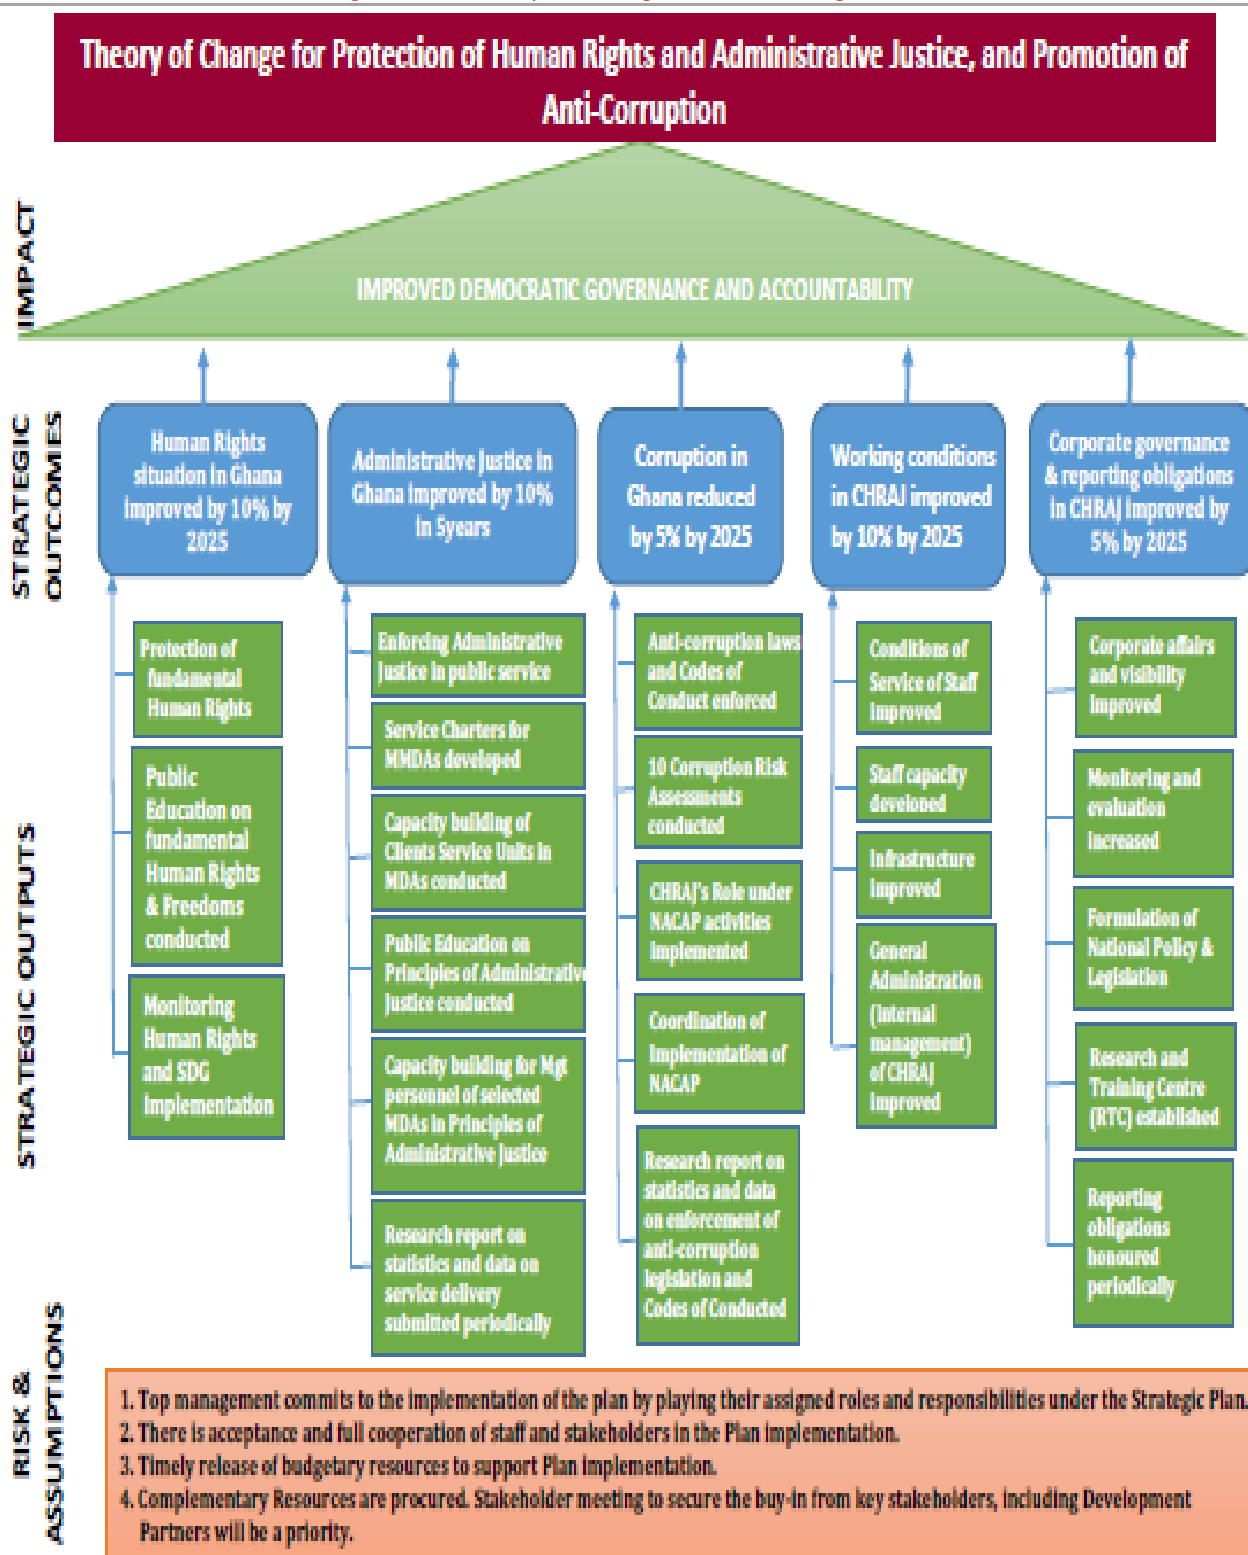 Theory of Change for Protection of Human Rights and Administrative Justice, and Promotion of
Anti-Corruption
IMPACT
IMPROVED DEMOCRATIC GOVERNANCE AND ACCOUNTABILITY
STRATEGIC
OUTCOMES
Human Rights
situation in Ghana
improved by 10% by
2025
Administrative Justice in
Ghana improved by 10%
in 5years
Corruption in
Ghana reduced
by 5% by 2025
Working conditions
in CHRAJ improved
by 10% by 2025
Corporate governance
& reporting obligations
in CHRAJ improved by
5% by 2025
STRATEGIC OUTPUTS
Protection of
fundamental
Human Rights
Public
Education on
fundamental
Human Rights
& Freedoms
conducted
Monitoring
Human Rights
and SDG
Implementation
Enforcing Administrative
Justice in public service
Service Charters for
MMDAs developed
Capacity building of
Clients Service Units in
MDAs conducted
Public Education on
Principles of Administrative
Justice conducted
Capacity building for Mgt
personnel of selected
MDAs in Principles of
Administrative Justice
Research report on
statistics and data on
service delivery
submitted periodically
Anti-corruption laws
and Codes of
Conduct enforced
10 Corruption Risk
Assessments
conducted
CHRAJ's Role under
NACAP activities
implemented
Coordination of
Implementation of
NACAP
Research report on
statistics and data
on enforcement of
anti-corruption
legislation and
Codes of Conducted
Conditions of
Service of Staff
improved
Staff capacity
developed
Infrastructure
improved
General
Administration
(internal
management)
of CHRAJ
improved
Corporate affairs
and visibility
improved
Monitoring and
evaluation
increased
Formulation of
National Policy &
Legislation
Research and
Training Centre
(RTC) established
Reporting
obligations
honoured
periodically
RISK &
ASSUMPTIONS
1. Top management commits to the implementation of the plan by playing their assigned roles and responsibilities under the Strategic Plan.
2. There is acceptance and full cooperation of staff and stakeholders in the Plan implementation.
3. Timely release of budgetary resources to support Plan implementation.
4. Complementary Resources are procured. Stakeholder meeting to secure the buy-in from key stakeholders, including Development
Partners will be a priority.